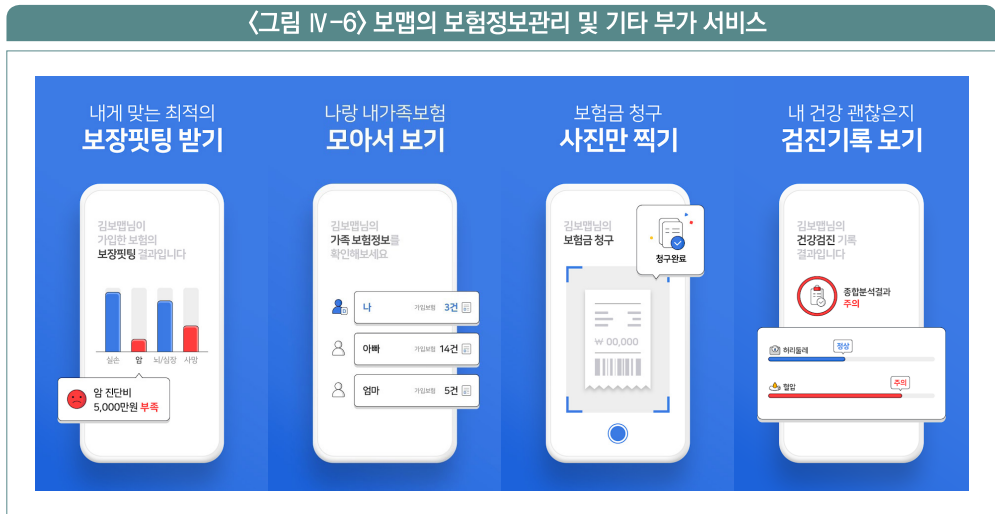 〈그림 Ⅳ-6〉 보맵의 보험정보관리 및 기타 부가 서비스
내게 맞는 최적의
보장핏팅 받기
김보맵님이
가입한 보험의
보장핏팅 결과입니다
실손 암 뇌/심장 사망
암 진단비
5,000만원 부족
나랑 내가족보험
모아서 보기
김보맵님의
가족 보험정보를
확인해보세요
나 가입보험 3건
아빠 가입보험 14건
엄마 가입보험 5건
보험금 청구
사진만 찍기
김보맵님의
보험금 청구
청구완료
₩ 00,000
내 건강 괜찮은지
검진기록 보기
김보맵님의
건강검진 기록
결과입니다
종합분석결과
주의
허리둘레 정상
혈압 주의